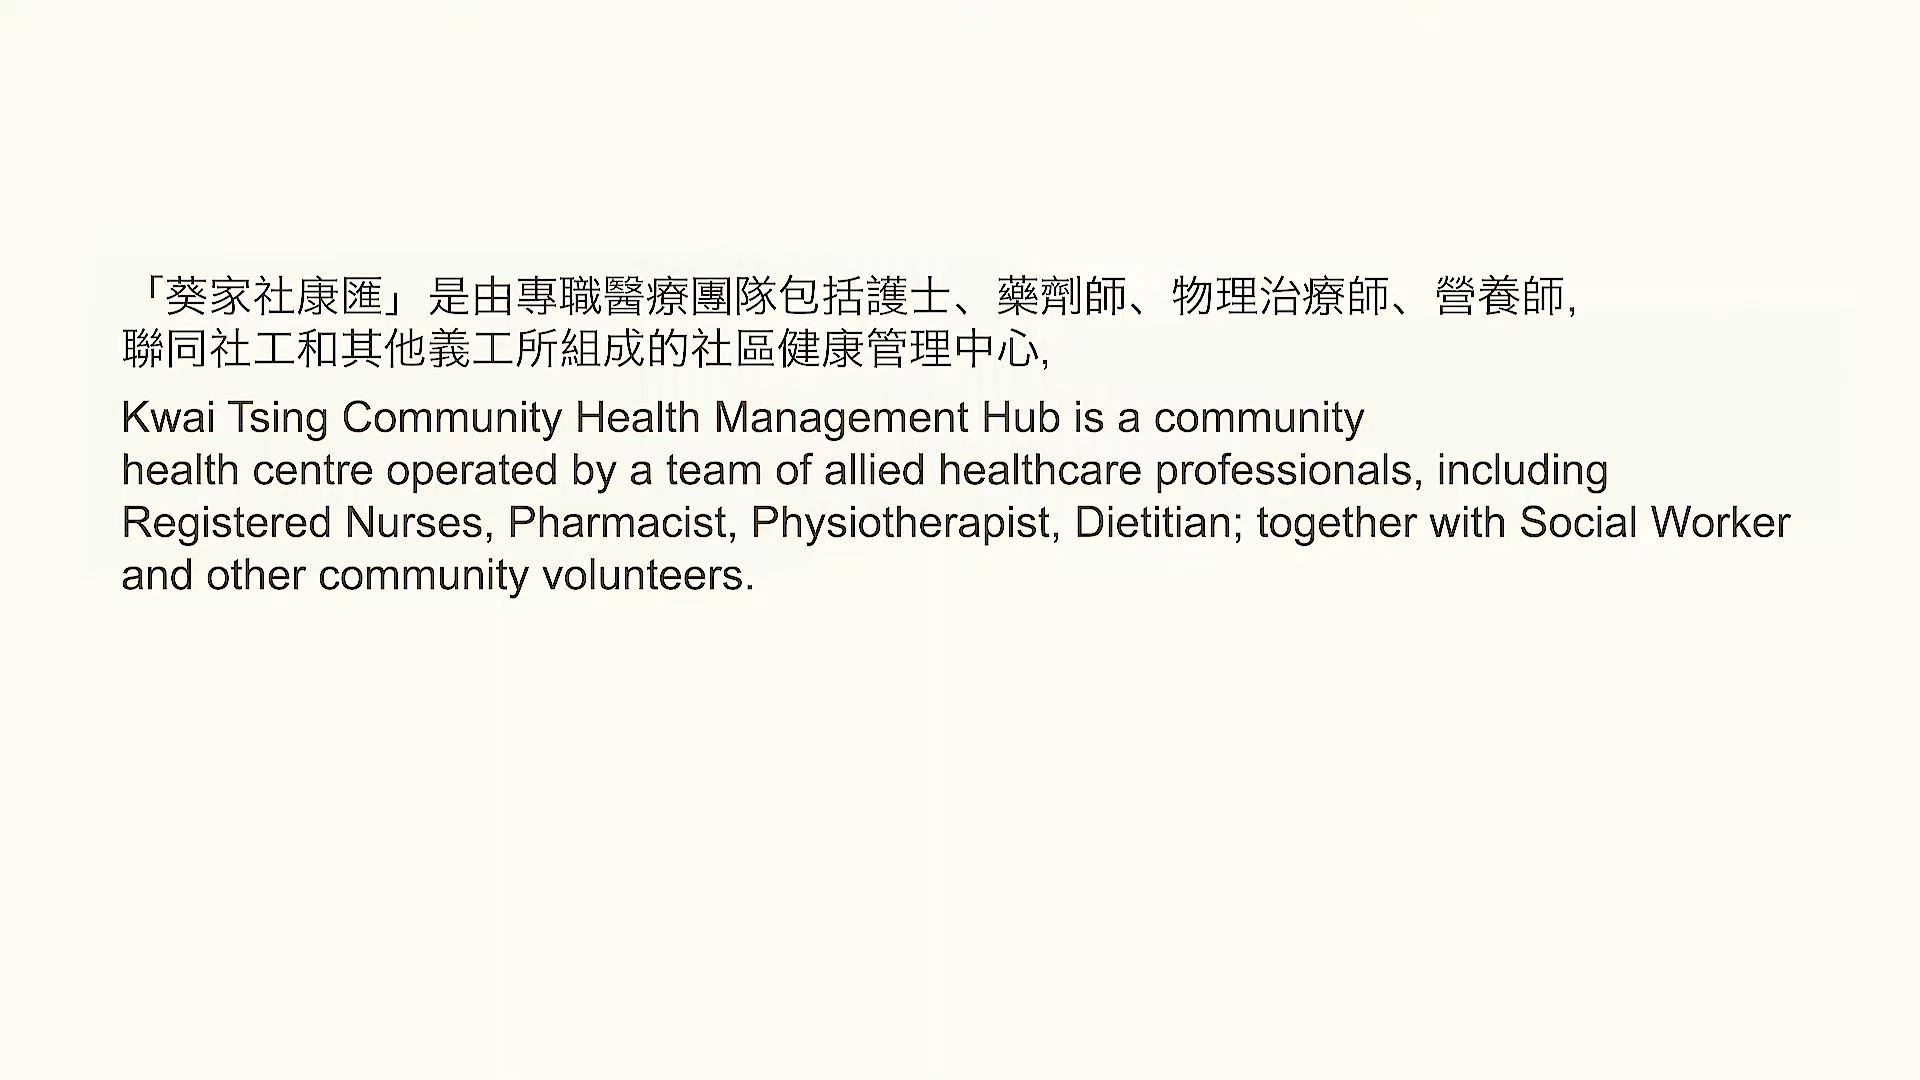 「葵家社康匯」是由專職醫療團隊包括護士、藥劑師、物理治療師、營養師,
聯同社工和其他義工所組成的社區健康管理中心,
Kwai Tsing Community Health Management Hub is a community
health centre operated by a team of allied healthcare professionals, including
Registered Nurses, Pharmacist, Physiotherapist, Dietitian; together with Social Worker
and other community volunteers.